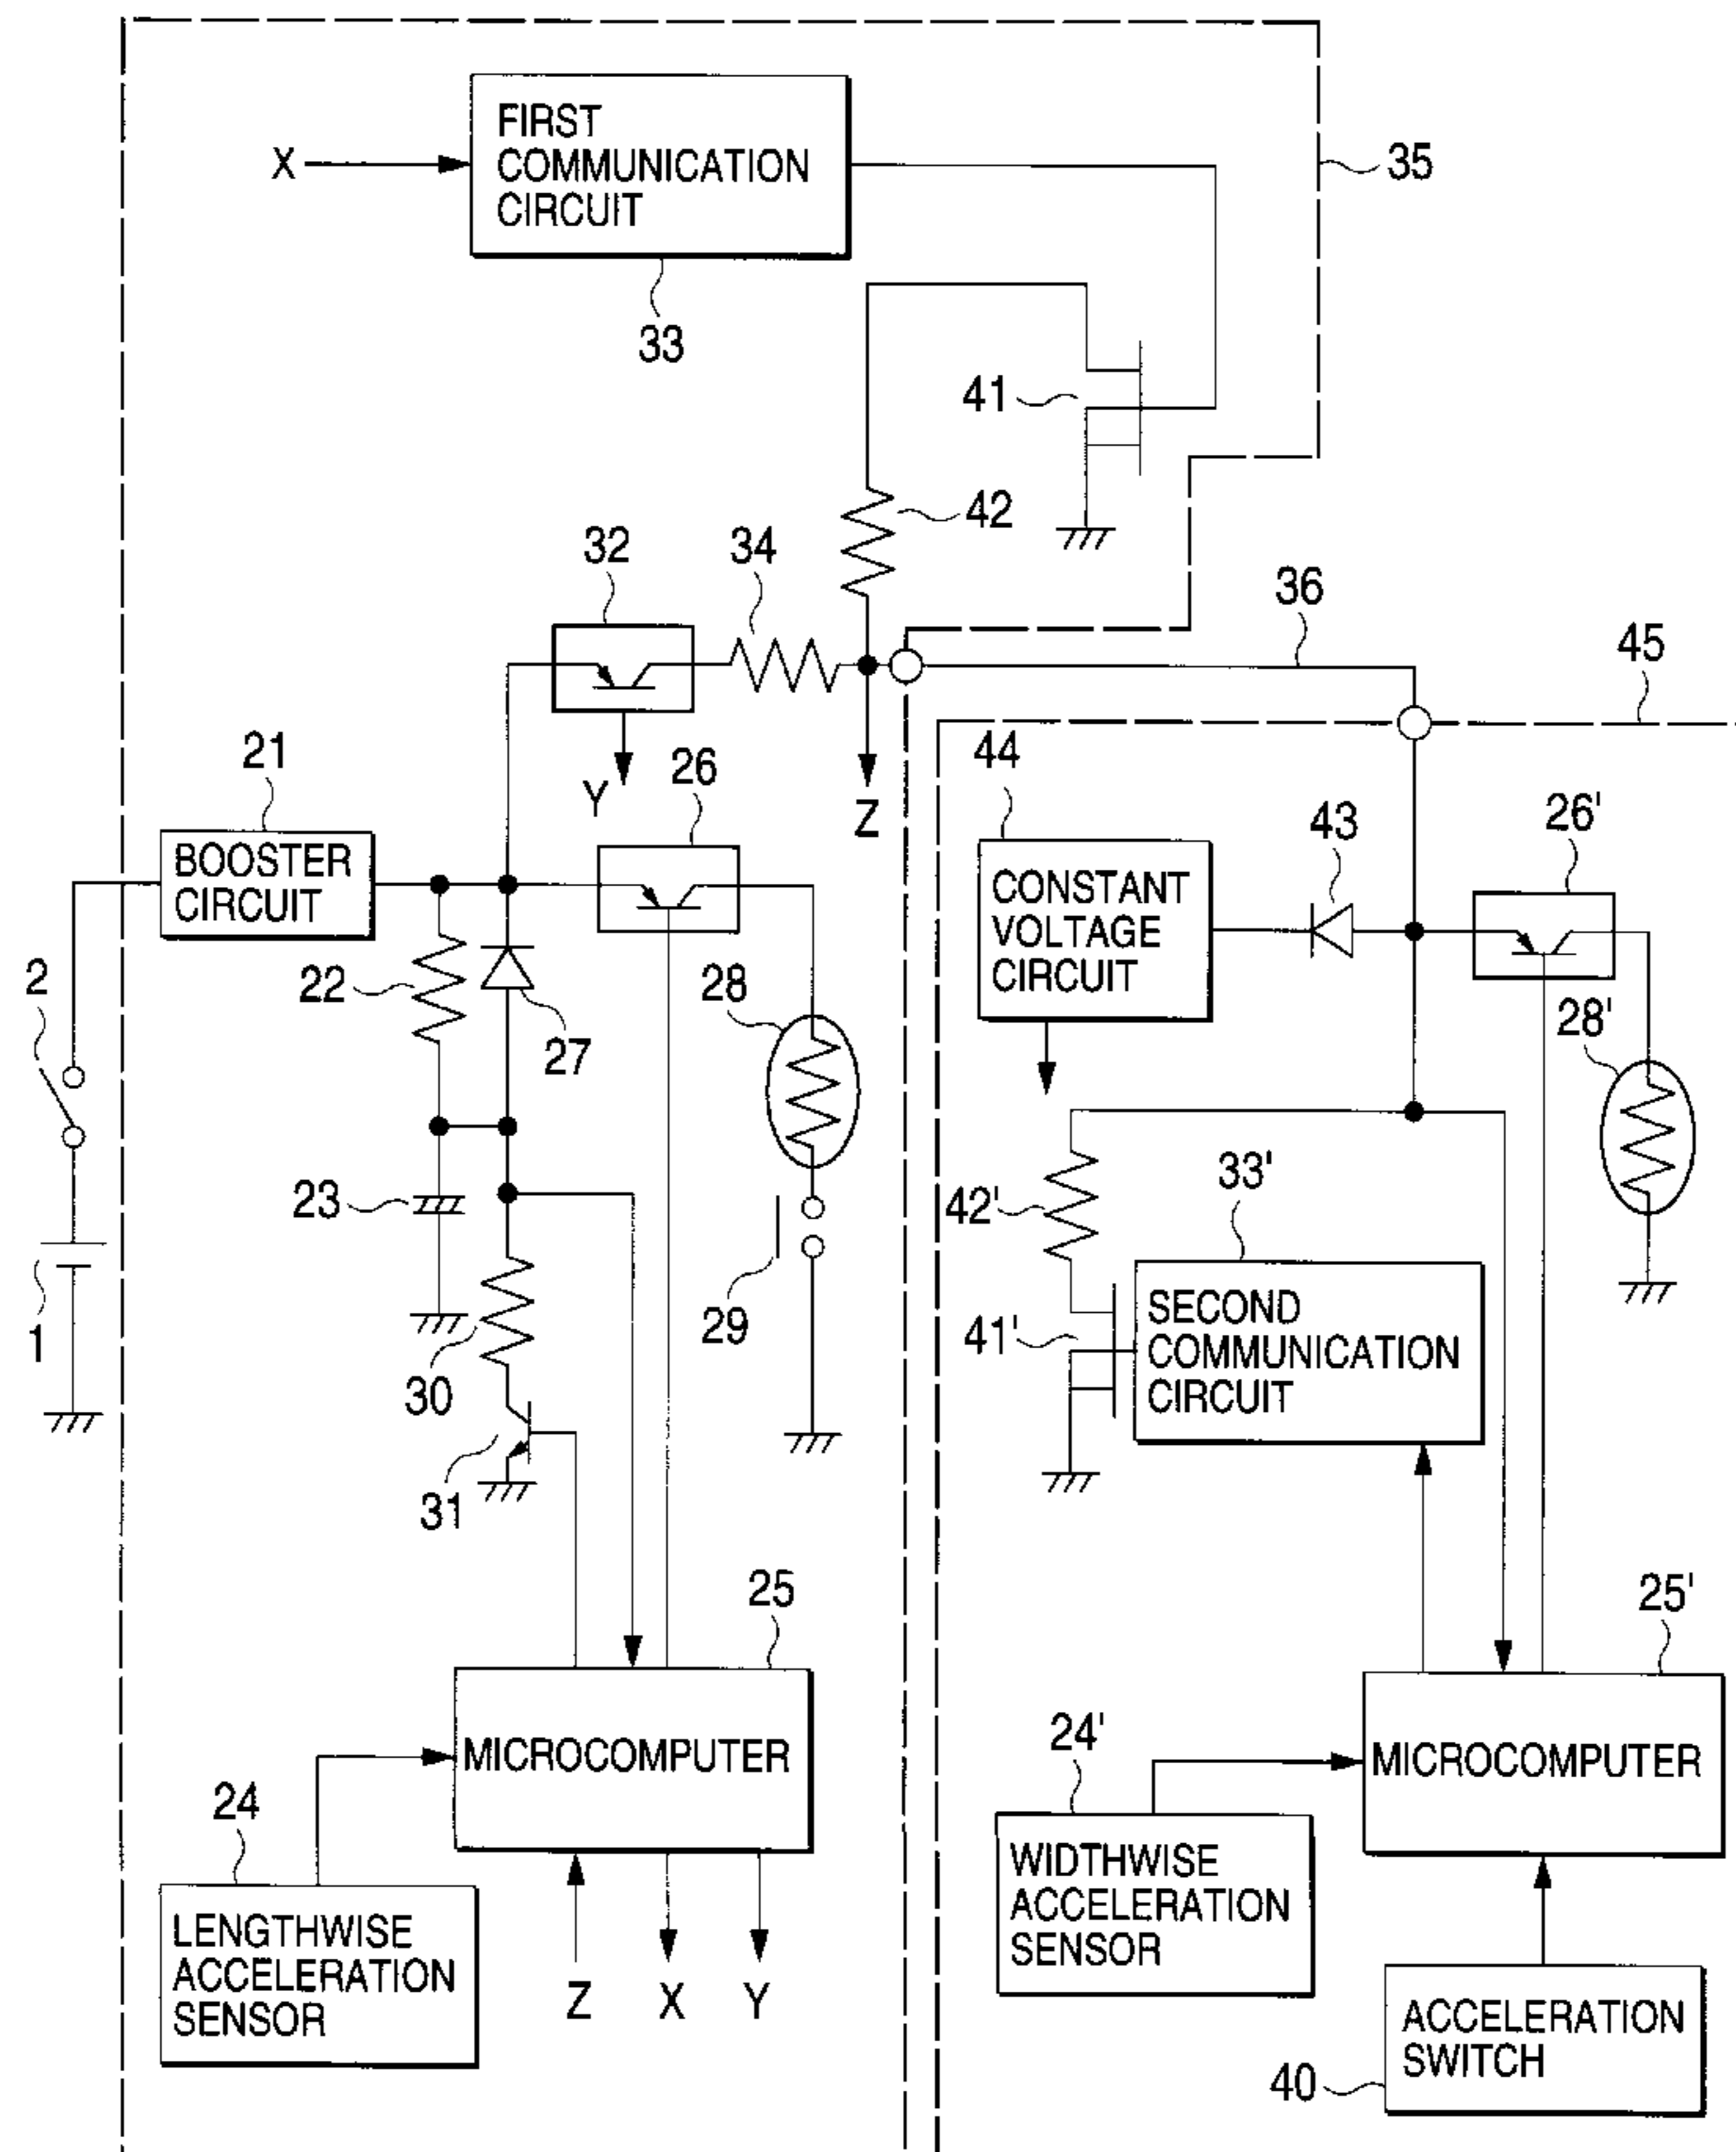 FIRST
COMMUNICATION
CIRCUIT
X
35
33
41
42
32
34
36
45
21
Y
26
Z
44
43
26'
BOOSTER
CIRCUIT
CONSTANT
VOLTAGE
CIRCUIT
2
22
27
28
28'
23
42'
33'
1
30
29
41'
SECOND
COMMUNICATION
CIRCUIT
31
25
25'
MICROCOMPUTER
24'
MICROCOMPUTER
24
WIDTHWISE
ACCELERATION
SENSOR
LENGTHWISE
ACCELERATION
SENSOR
Z
X
Y
ACCELERATION
SWITCH
40